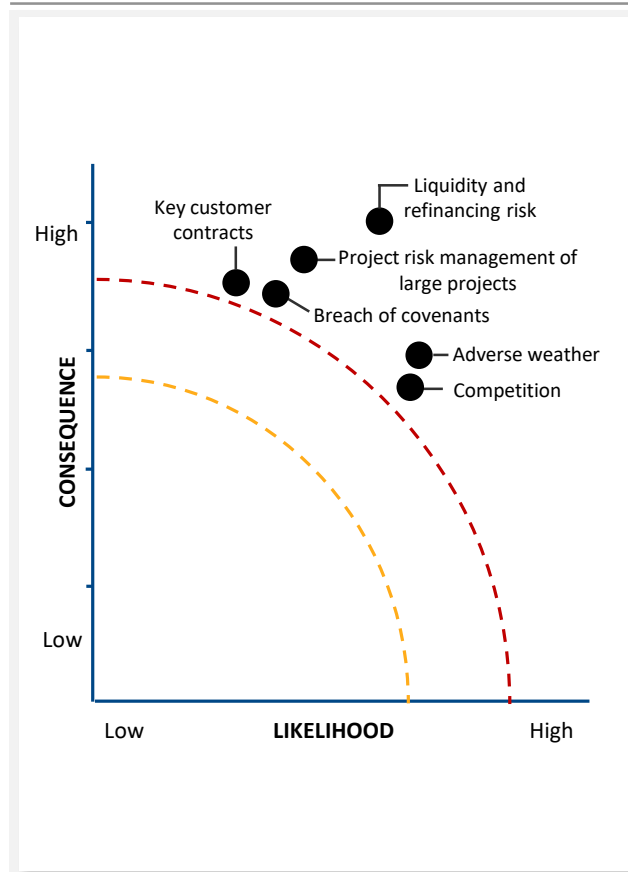 Liquidity and
refinancing risk
Key customer
contracts
High
Project risk management of
large projects
Breach of covenants
Adverse weather
Competition
CONSEQUENCE
Low
Low
LIKELIHOOD
High